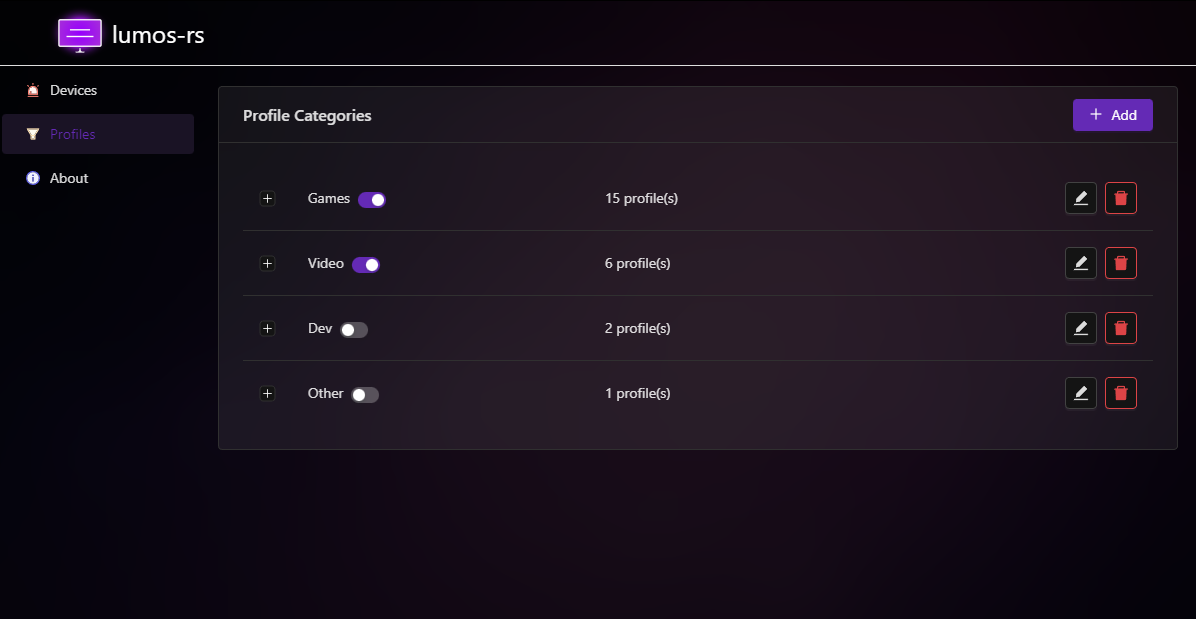 lumos-rs
Devices
Profiles
About
Profile Categories
Add
Games 15 profile(s)
Video 6 profile(s)
Dev 2 profile(s)
Other 1 profile(s)